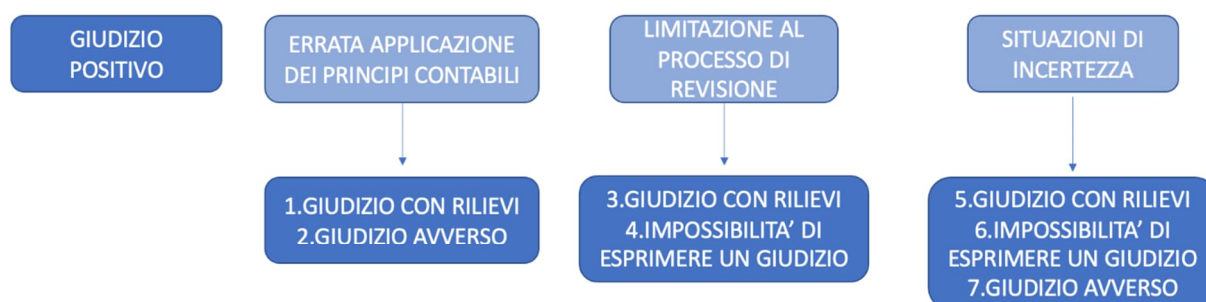 GIUDIZIO
POSITIVO
ERRATA APPLICAZIONE
DEI PRINCIPI CONTABILI
LIMITAZIONE AL
PROCESSO DI
REVISIONE
SITUAZIONI DI
INCERTEZZA
1.GIUDIZIO CON RILIEVI
2.GIUDIZIO AVVERSO
3.GIUDIZIO CON RILIEVI
4.IMPOSSIBILITA’ DI
ESPRIMERE UN GIUDIZIO
5.GIUDIZIO CON RILIEVI
6.IMPOSSIBILITA’ DI
ESPRIMERE UN GIUDIZIO
7.GIUDIZIO AVVERSO